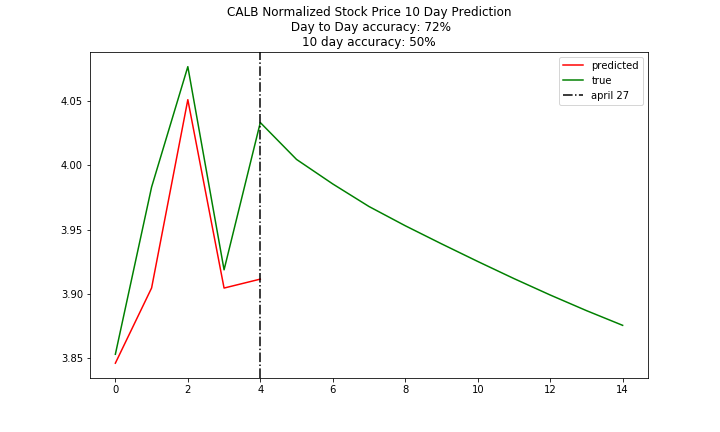 CALB Normalized Stock Price 10 Day Prediction
Day to Day accuracy: 72%
10 day accuracy: 50%
predicted
true
april 27
4.05
4.00
3.95
3.90
3.85
0 2 4 6 8 10 12 14